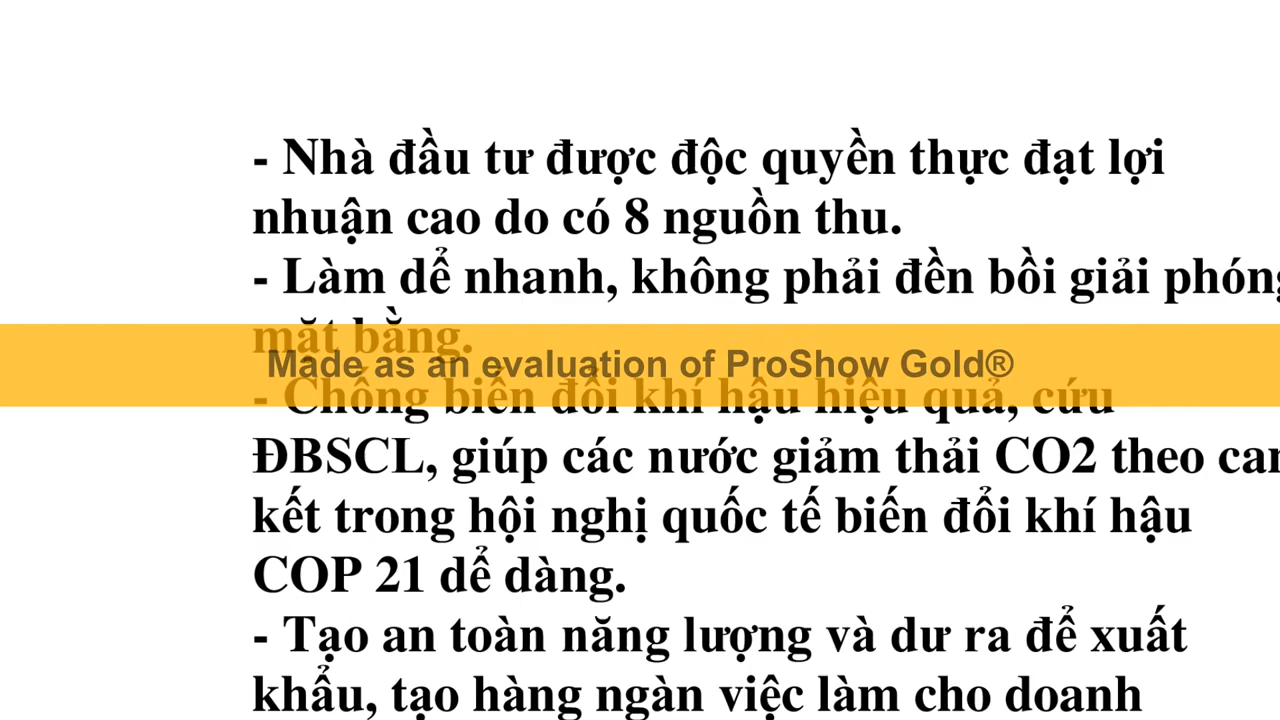 - Nhà đầu tư được độc quyền thực đạt lợi
nhuận cao do có 8 nguồn thu.
- Làm dể nhanh, không phải đền bồi giải phóng
mặt bằng.
Made as an evaluation of ProShow Gold®
- Chống biến đổi khí hậu hiệu quả, cứu
ĐBSCL, giúp các nước giảm thải CO2 theo cam
kết trong hội nghị quốc tế biến đổi khí hậu
COP 21 dể dàng.
- Tạo an toàn năng lượng và dư ra để xuất
khẩu, tạo hàng ngàn việc làm cho doanh